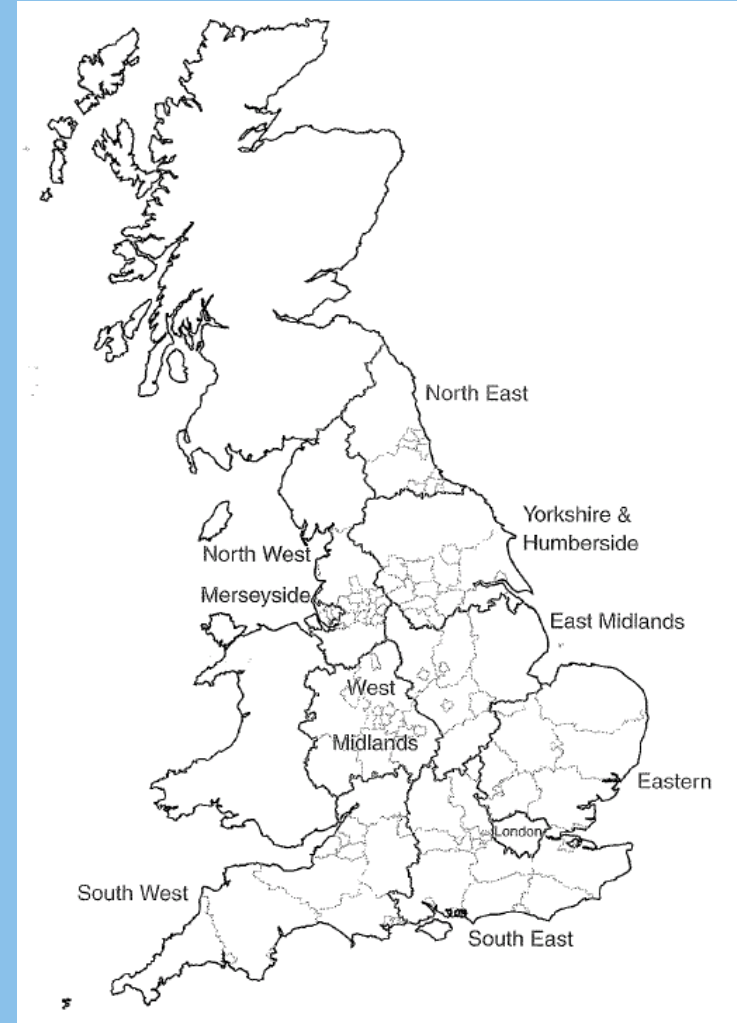 North East
Yorkshire &
Humberside
North West
Merseyside
East Midlands
West
Midlands
Eastern
London
South West
South East